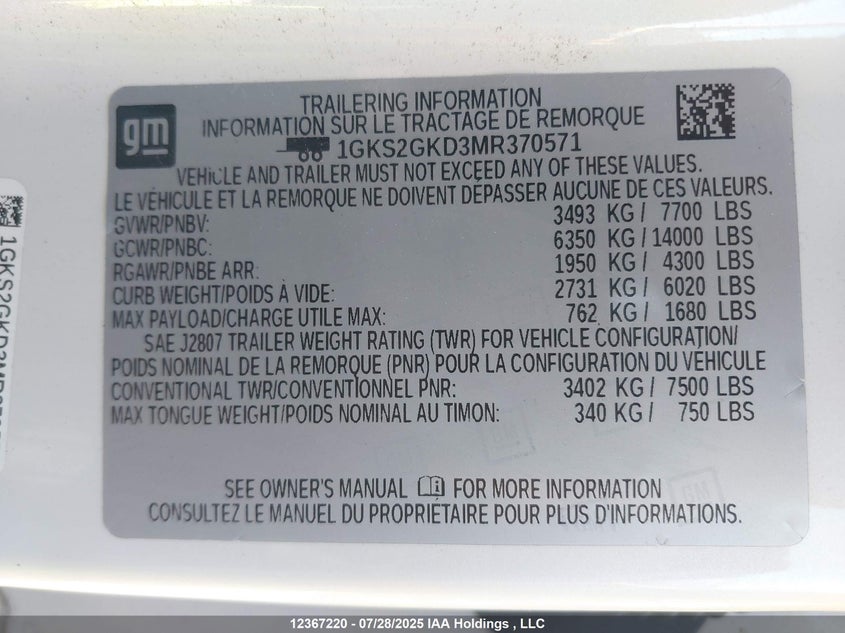 gm
TRAILERING INFORMATION
INFORMATION SUR LE TRACTAGE DE REMORQUE
1GKS2GKD3MR370571
VEHICLE AND TRAILER MUST NOT EXCEED ANY OF THESE VALUES.
LE VÉHICULE ET LA REMORQUE NE DOIVENT DÉPASSER AUCUNE DE CES VALEURS.
GVWR/PNBV: 3493 KG / 7700 LBS
GCWR/PNBC: 6350 KG / 14000 LBS
RGAWR/PNBE ARR: 1950 KG / 4300 LBS
CURB WEIGHT/POIDS À VIDE: 2731 KG / 6020 LBS
MAX PAYLOAD/CHARGE UTILE MAX: 762 KG / 1680 LBS
SAE J2807 TRAILER WEIGHT RATING (TWR) FOR VEHICLE CONFIGURATION/
POIDS NOMINAL DE LA REMORQUE (PNR) POUR LA CONFIGURATION DU VÉHICULE
CONVENTIONAL TWR/CONVENTIONNEL PNR: 3402 KG / 7500 LBS
MAX TONGUE WEIGHT/POIDS NOMINAL AU TIMON: 340 KG / 750 LBS
SEE OWNER'S MANUAL FOR MORE INFORMATION
CONSULTEZ LE MANUEL DU PROPRIÉTAIRE POUR PLUS D'INFORMATIONS.
12367220 - 07/28/2025 IAA Holdings , LLC